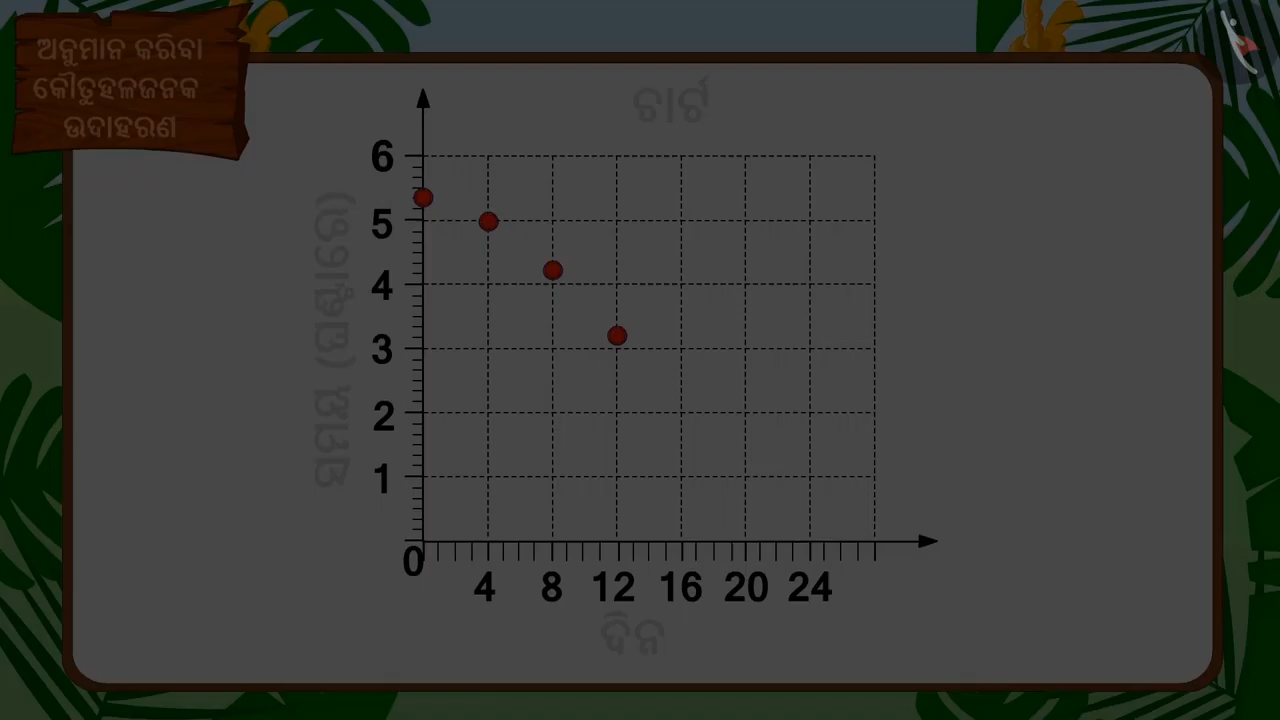 ଅନୁମାନ କରିବା
କୌତୁହଳଜନକ
ଉଦାହରଣ
ଚାର୍ଟ
ସମୟ (ଘଣ୍ଟାରେ)
6
5
4
3
2
1
0
4 8 12 16 20 24
ଦିନ